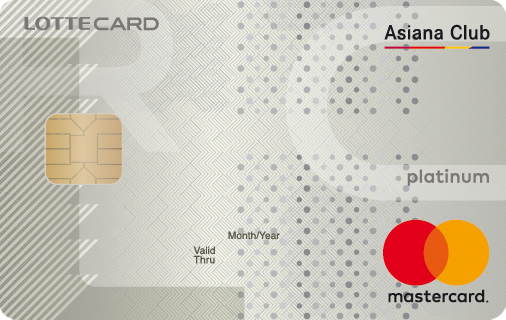 LOTTECARD
Asiana Club
platinum
Month/Year
Valid
Thru
mastercard.